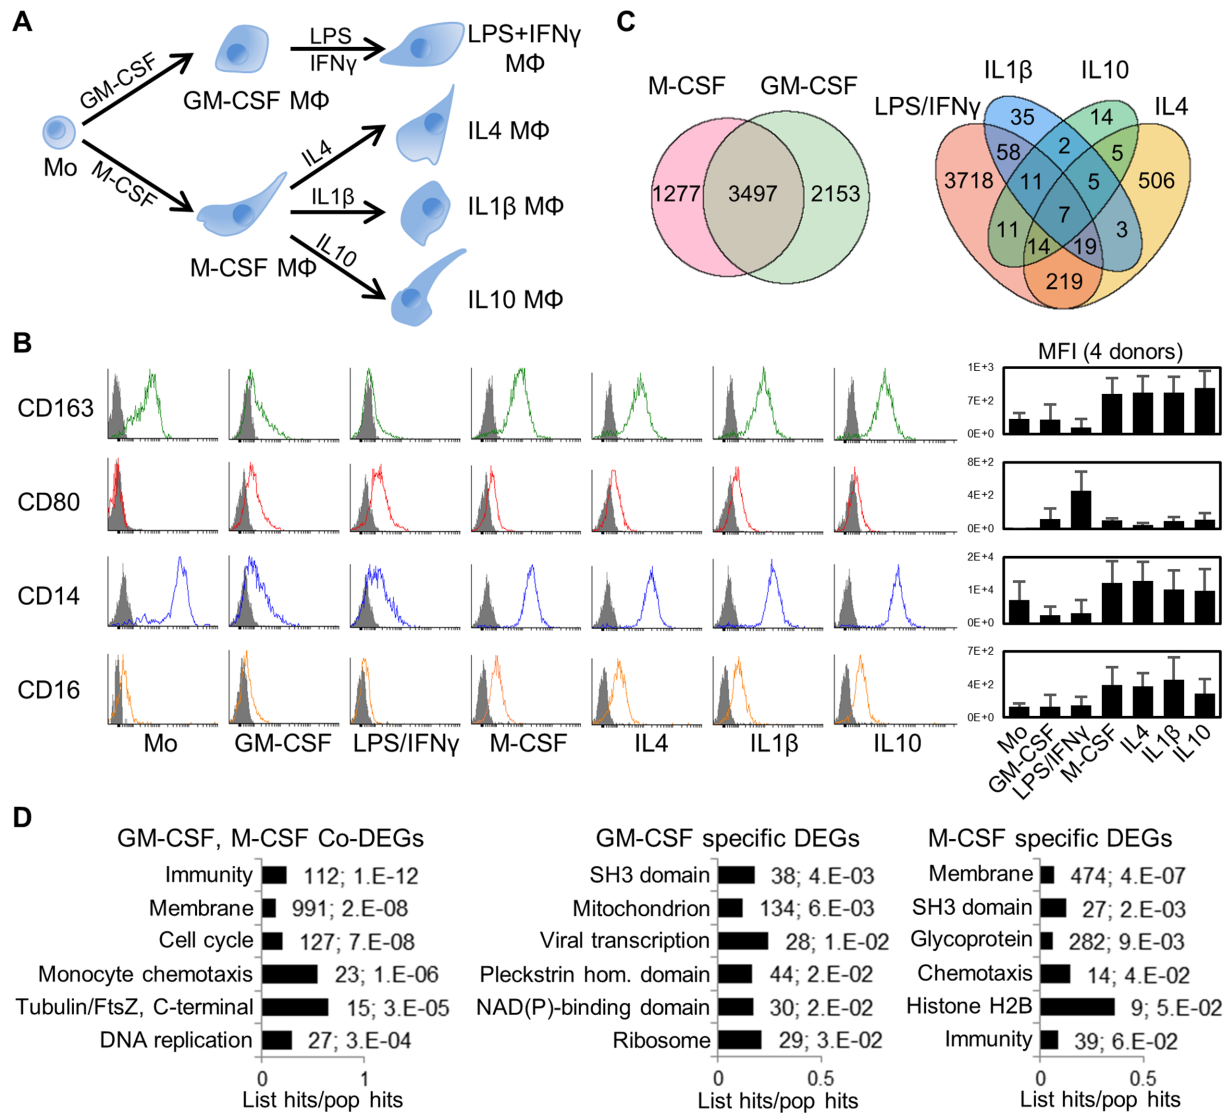 A
GM-CSF
LPS
IFNγ
LPS+IFNγ
MΦ
GM-CSF MΦ
Mo
M-CSF
IL4
IL4 MΦ
IL1β
IL1β MΦ
IL10
M-CSF MΦ
IL10 MΦ
C
M-CSF
GM-CSF
1277
3497
2153
IL1β
IL10
LPS/IFNγ
IL4
35
14
58
2
5
3718
11
5
506
7
11
14
19
3
219
B
MFI (4 donors)
CD163
1E+3
7E+2
0E+0
CD80
8E+2
4E+2
0E+0
CD14
2E+4
1E+4
0E+0
CD16
7E+2
4E+2
0E+0
Mo
GM-CSF
LPS/IFNγ
M-CSF
IL4
IL1β
IL10
Mo
GM-CSF
LPS/IFNγ
M-CSF
IL4
IL1β
IL10
D
GM-CSF, M-CSF Co-DEGs
Immunity
112; 1.E-12
Membrane
991; 2.E-08
Cell cycle
127; 7.E-08
Monocyte chemotaxis
23; 1.E-06
Tubulin/FtsZ, C-terminal
15; 3.E-05
DNA replication
27; 3.E-04
0
1
List hits/pop hits
GM-CSF specific DEGs
SH3 domain
38; 4.E-03
Mitochondrion
134; 6.E-03
Viral transcription
28; 1.E-02
Pleckstrin hom. domain
44; 2.E-02
NAD(P)-binding domain
30; 2.E-02
Ribosome
29; 3.E-02
0
0.5
List hits/pop hits
M-CSF specific DEGs
Membrane
474; 4.E-07
SH3 domain
27; 2.E-03
Glycoprotein
282; 9.E-03
Chemotaxis
14; 4.E-02
Histone H2B
9; 5.E-02
Immunity
39; 6.E-02
0
0.5
List hits/pop hits